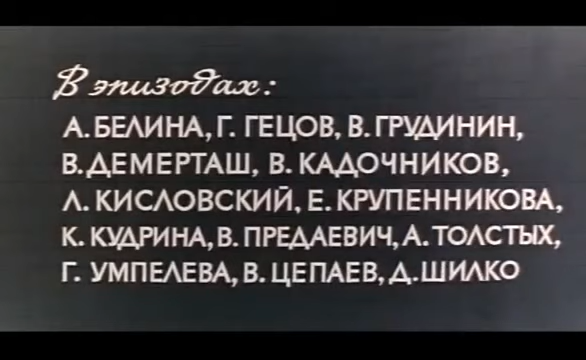 В эпизодах:
А. БЕЛИНА, Г. ГЕЦОВ, В. ГРУДИНИН,
В. ДЕМЕРТАШ, В. КАДОЧНИКОВ,
Л. КИСЛОВСКИЙ, Е. КРУПЕННИКОВА,
К. КУДРИНА, В. ПРЕДАЕВИЧ, А. ТОЛСТЫХ,
Г. УМПЕЛЕВА, В. ЦЕПАЕВ, Д. ШИЛКО